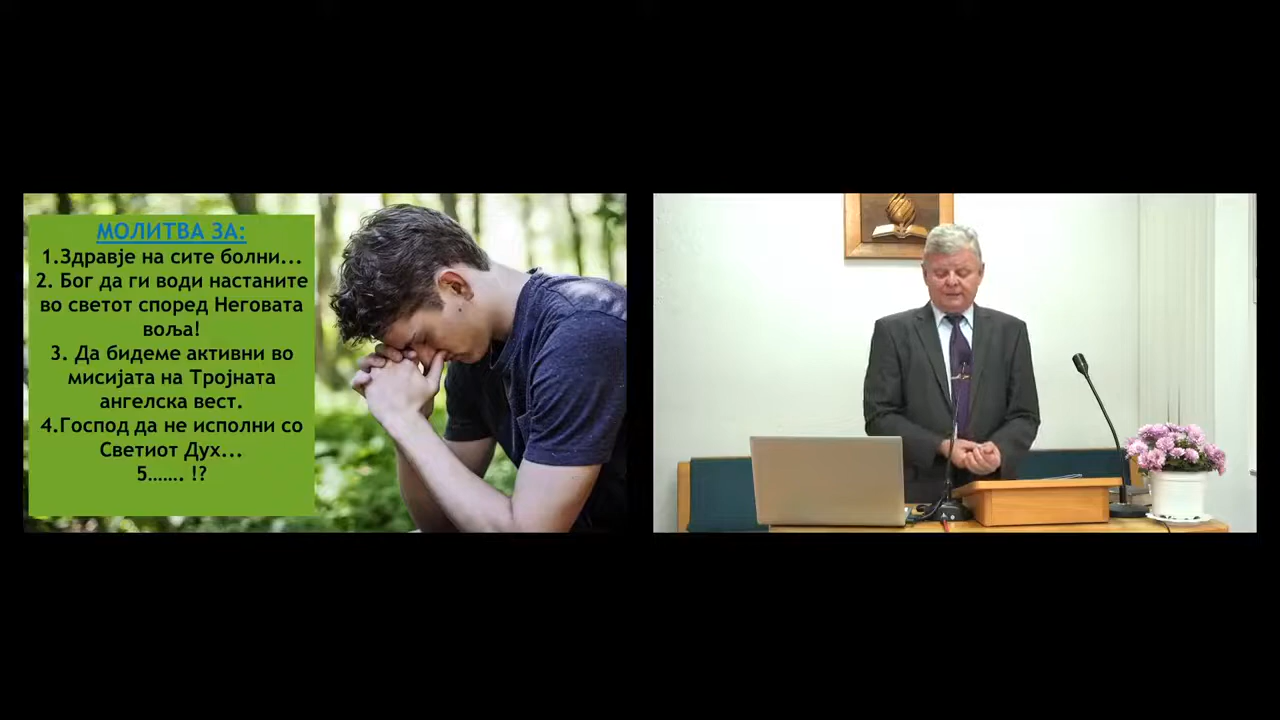 МОЛИТВА ЗА:
1.Здравје на сите болни...
2. Бог да ги води настаните
во светот според Неговата
воља!
3. Да бидеме активни во
мисијата на Тројната
ангелска вест.
4.Господ да не исполни со
Светиот Дух...
5....... !?